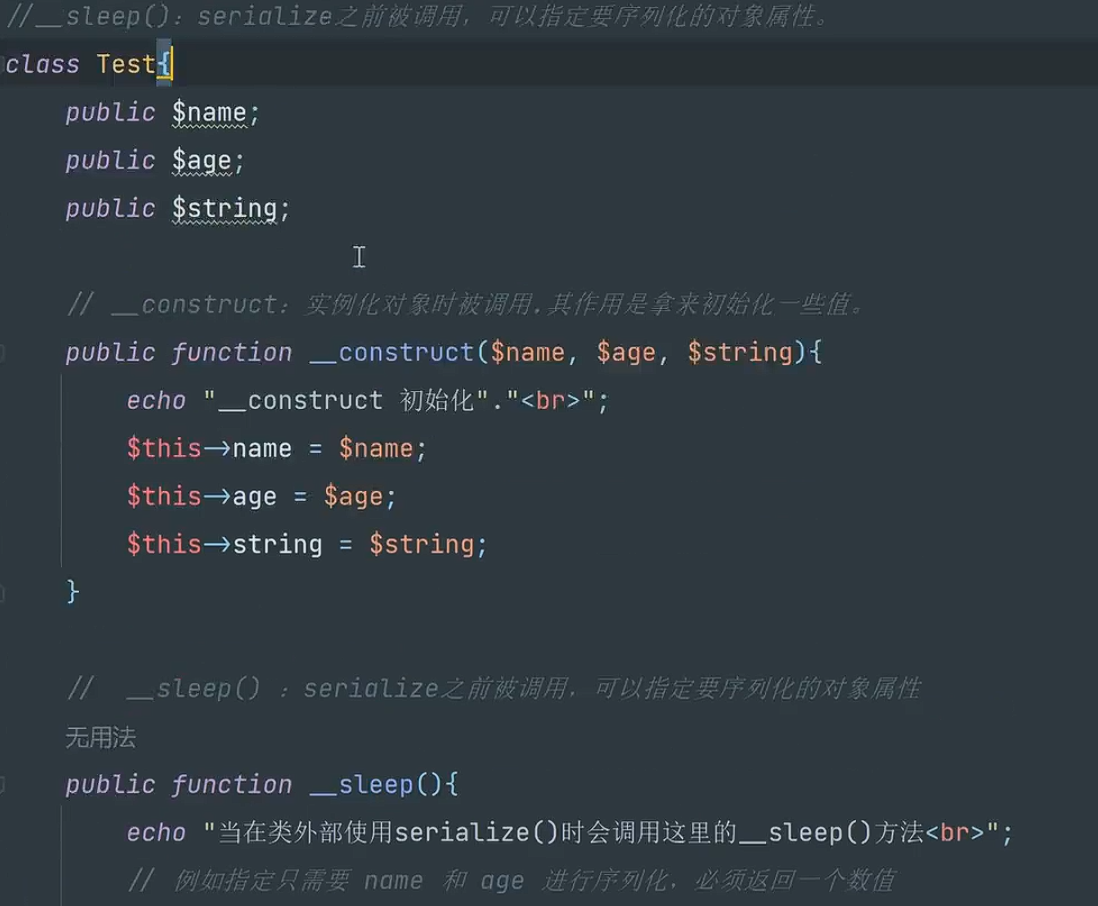 //__sleep()：serialize之前被调用，可以指定要序列化的对象属性。
class Test{
public $name;
public $age;
public $string;
// __construct：实例化对象时被调用,其作用是拿来初始化一些值。
public function __construct($name, $age, $string){
echo "__construct 初始化"."<br>";
$this->name = $name;
$this->age = $age;
$this->string = $string;
}
//  __sleep() ：serialize之前被调用，可以指定要序列化的对象属性
无用法
public function __sleep(){
echo "当在类外部使用serialize()时会调用这里的__sleep()方法<br>";
// 例如指定只需要 name 和 age 进行序列化，必须返回一个数值